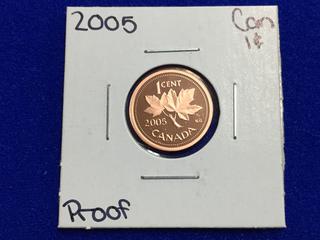 2005
Can
1¢
1 CENT
2005
CANADA
Proof